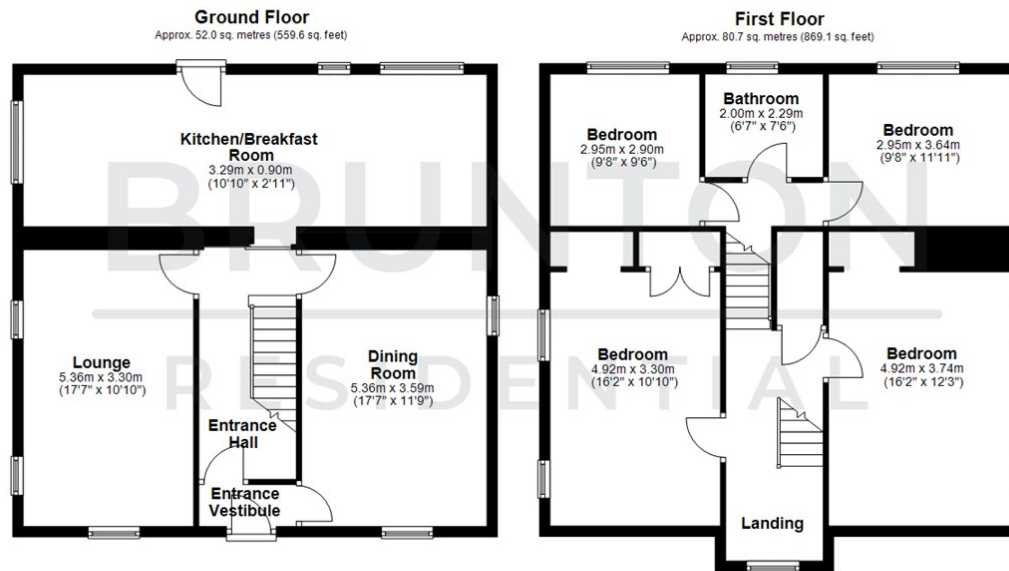 Ground Floor
Approx. 52.0 sq. metres (559.6 sq. feet)
Kitchen/Breakfast
Room
3.29m x 0.90m
(10'10" x 2'11")
Lounge
5.36m x 3.30m
(17'7" x 10'10")
Dining
Room
5.36m x 3.59m
(17'7" x 11'9")
Entrance
Hall
Entrance
Vestibule
First Floor
Approx. 80.7 sq. metres (869.1 sq. feet)
Bedroom
2.95m x 2.90m
(9'8" x 9'6")
Bathroom
2.00m x 2.29m
(6'7" x 7'6")
Bedroom
2.95m x 3.64m
(9'8" x 11'11")
Bedroom
4.92m x 3.30m
(16'2" x 10'10")
Bedroom
4.92m x 3.74m
(16'2" x 12'3")
Landing
BRUNTON
RESIDENTIAL